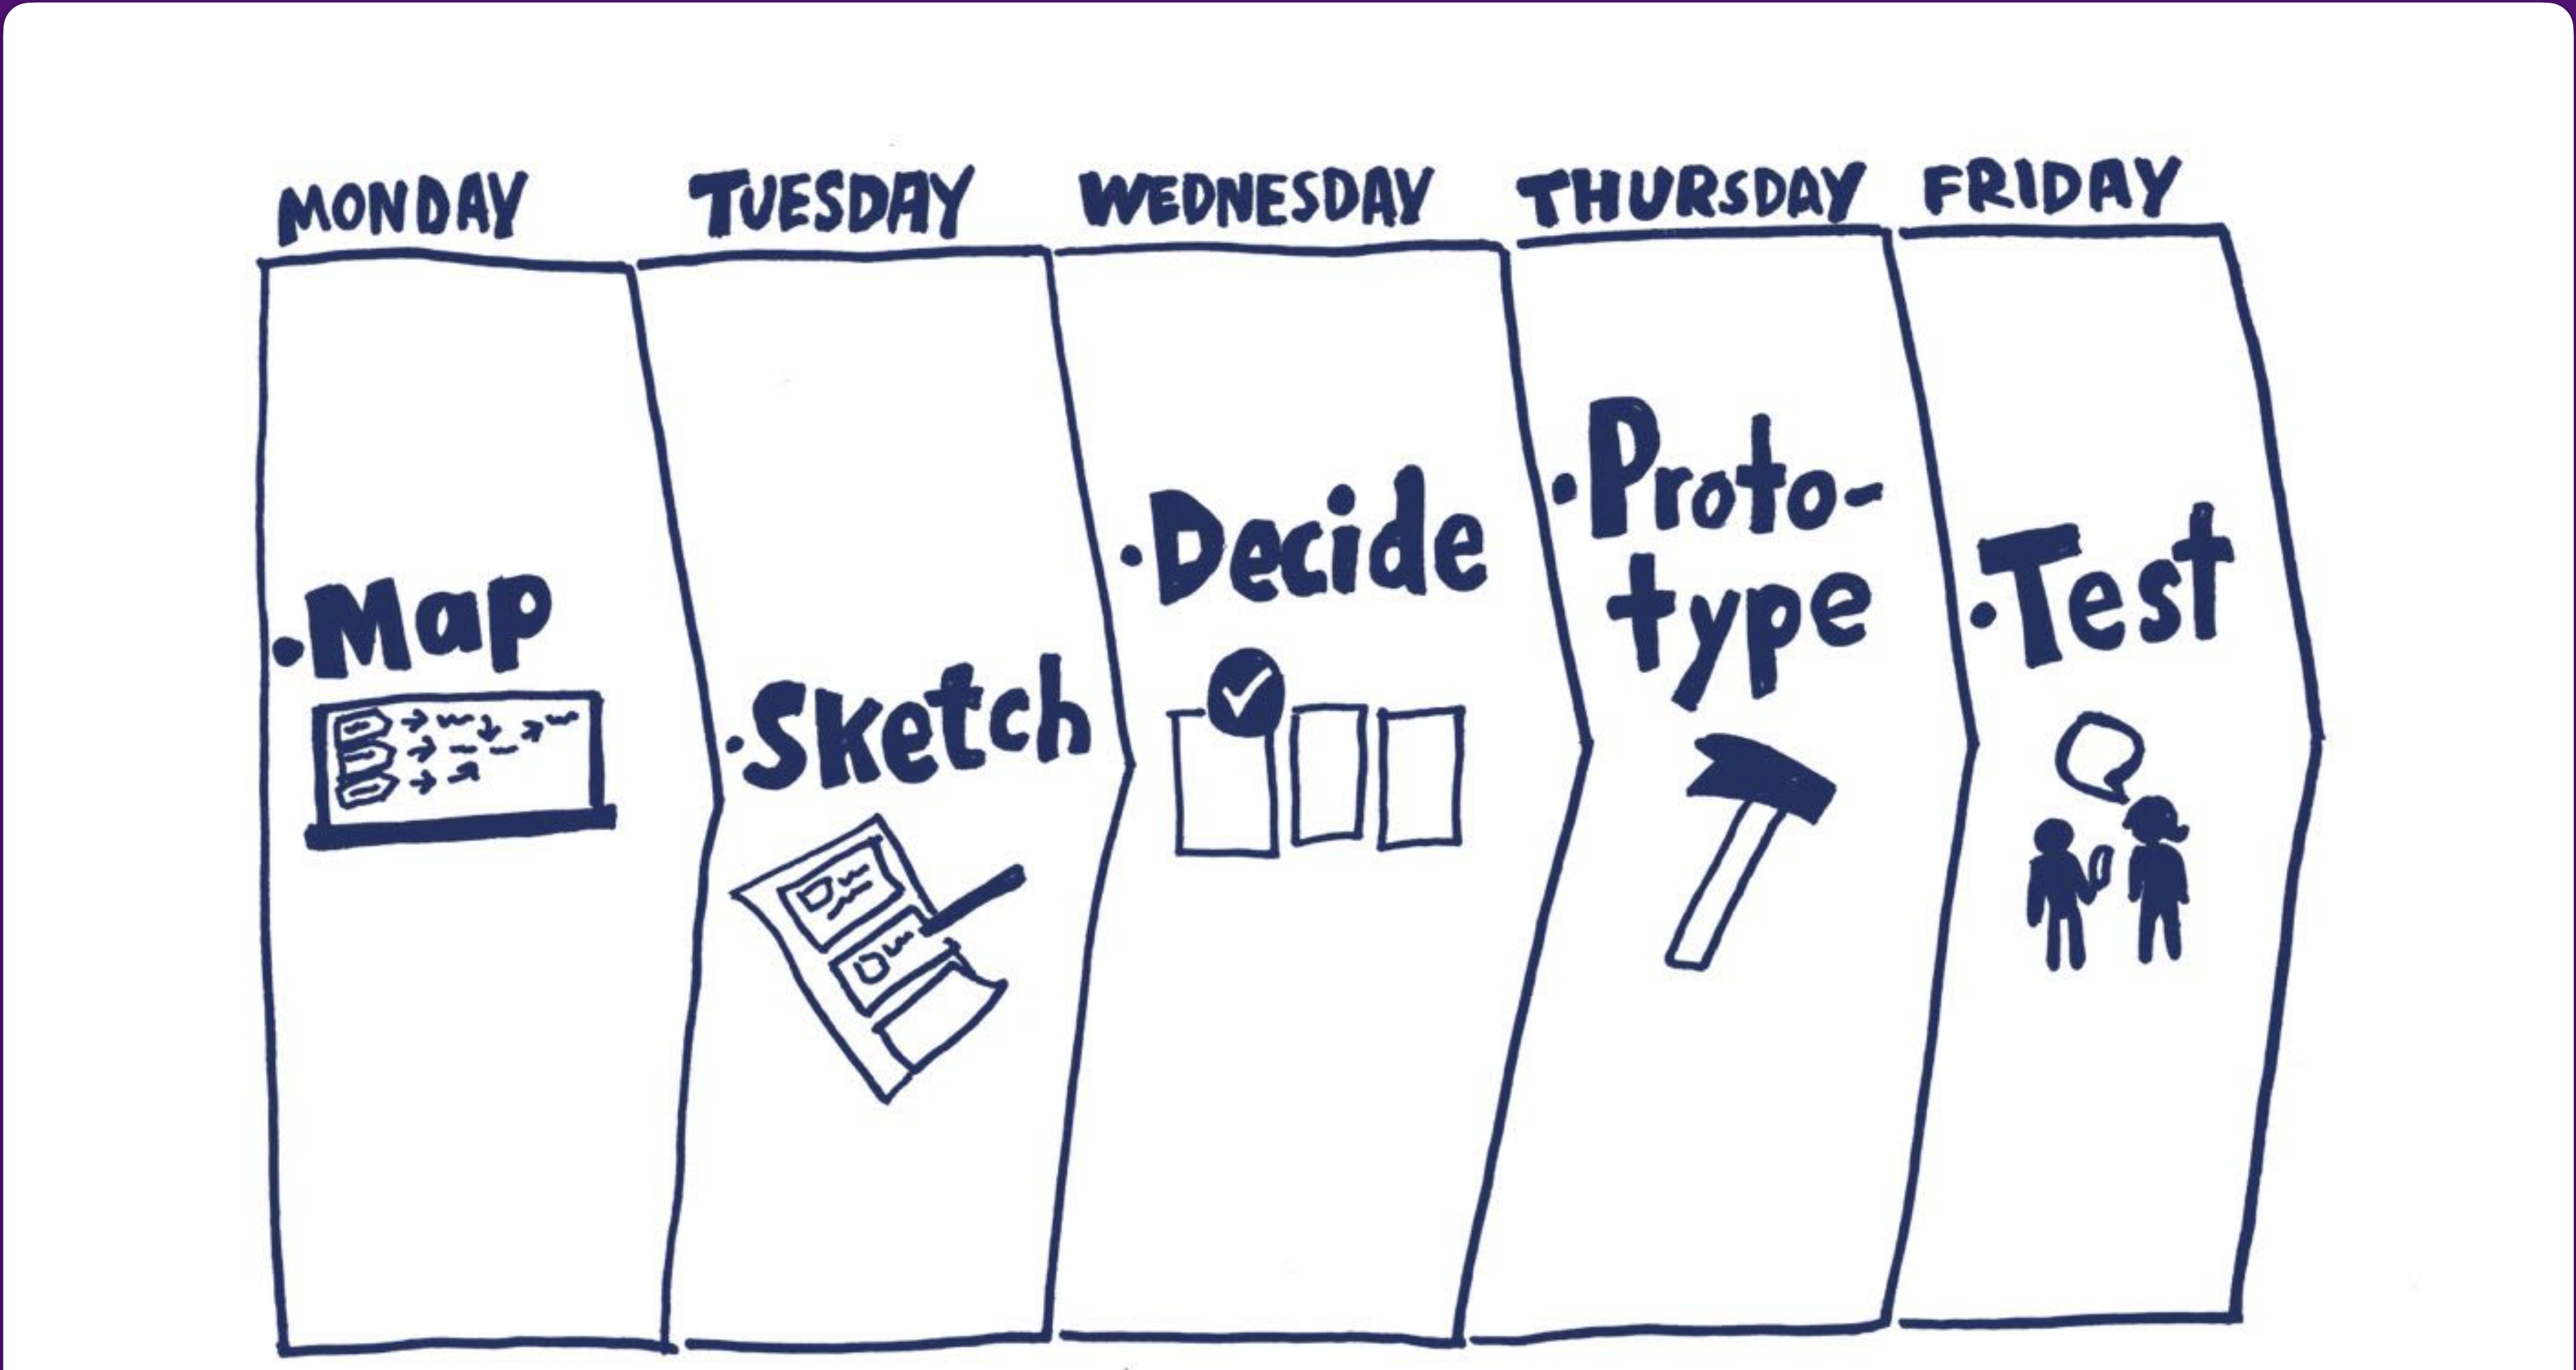 MONDAY
TUESDAY
WEDNESDAY
THURSDAY
FRIDAY
•Map
•Sketch
•Decide
•Proto-
type
•Test